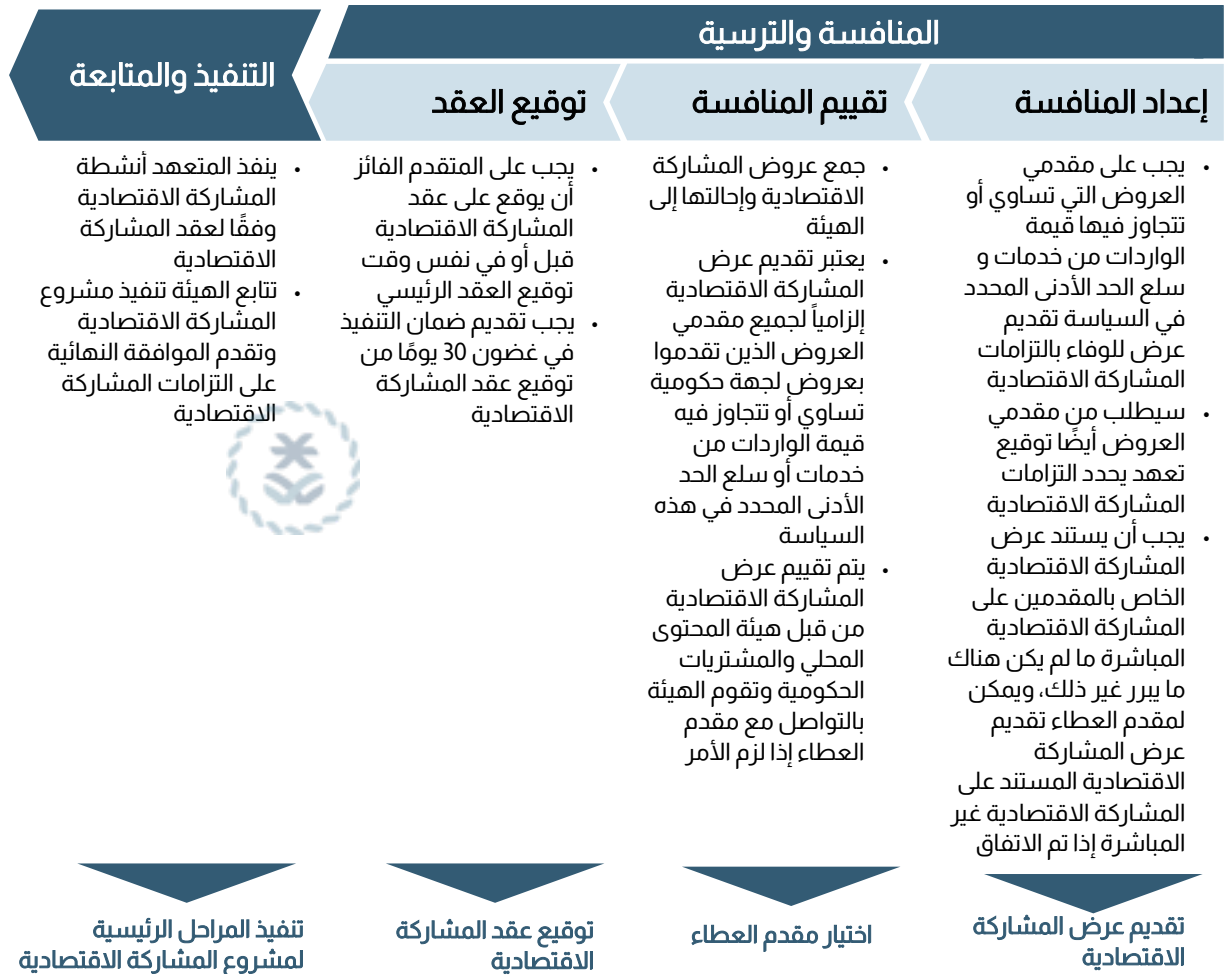 المنافسة والترسية
التنفيذ والمتابعة
إعداد المنافسة
تقييم المنافسة
توقيع العقد
• يجب على مقدمي
العروض التي تساوي أو
تتجاوز فيها قيمة
الواردات من خدمات و
سلع الحد الأدنى المحدد
في السياسة تقديم
عرض للوفاء بالتزامات
المشاركة الاقتصادية
• سيطلب من مقدمي
العروض أيضًا توقيع
تعهد يحدد التزامات
المشاركة الاقتصادية
• يجب أن يستند عرض
المشاركة الاقتصادية
الخاص بالمقدمين على
المشاركة الاقتصادية
المباشرة ما لم يكن هناك
ما يبرر غير ذلك، ويمكن
لمقدم العطاء تقديم
عرض المشاركة
الاقتصادية المستند على
المشاركة الاقتصادية غير
المباشرة إذا تم الاتفاق
• جمع عروض المشاركة
الاقتصادية وإحالتها إلى
الهيئة
• يعتبر تقديم عرض
المشاركة الاقتصادية
إلزامياً لجميع مقدمي
العروض الذين تقدموا
بعروض لجهة حكومية
تساوي أو تتجاوز فيه
قيمة الواردات من
خدمات أو سلع الحد
الأدنى المحدد في هذه
السياسة
• يتم تقييم عرض
المشاركة الاقتصادية
من قبل هيئة المحتوى
المحلي والمشتريات
الحكومية وتقوم الهيئة
بالتواصل مع مقدم
العطاء إذا لزم الأمر
• يجب على المتقدم الفائز
أن يوقع على عقد
المشاركة الاقتصادية
قبل أو في نفس وقت
توقيع العقد الرئيسي
• يجب تقديم ضمان التنفيذ
في غضون 30 يومًا من
توقيع عقد المشاركة
الاقتصادية
• ينفذ المتعهد أنشطة
المشاركة الاقتصادية
وفقًا لعقد المشاركة
الاقتصادية
• تتابع الهيئة تنفيذ مشروع
المشاركة الاقتصادية
وتقدم الموافقة النهائية
على التزامات المشاركة
الاقتصادية
تقديم عرض المشاركة
الاقتصادية
اختيار مقدم العطاء
توقيع عقد المشاركة
الاقتصادية
تنفيذ المراحل الرئيسية
لمشروع المشاركة الاقتصادية